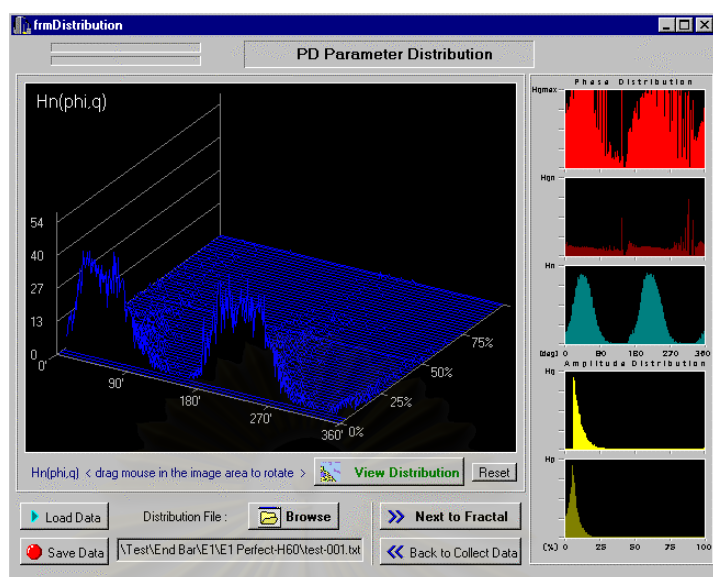 frmDistribution
PD Parameter Distribution
Hn(phi,q)
54
40
27
13
0
0'
90'
180'
270'
360'
0%
25%
50%
75%
Hn(phi,q) < drag mouse in the image area to rotate >
View Distribution
Reset
Phase Distribution
Hqmax
Hqn
Hn
(deg) 0 90 180 270 360
Amplitude Distribution
Hq
Hp
(%) 0 25 50 75 100
Load Data
Distribution File :
Browse
Next to Fractal
Save Data
\Test\End Bar\E1\E1 Perfect-H60\test-001.txt
Back to Collect Data